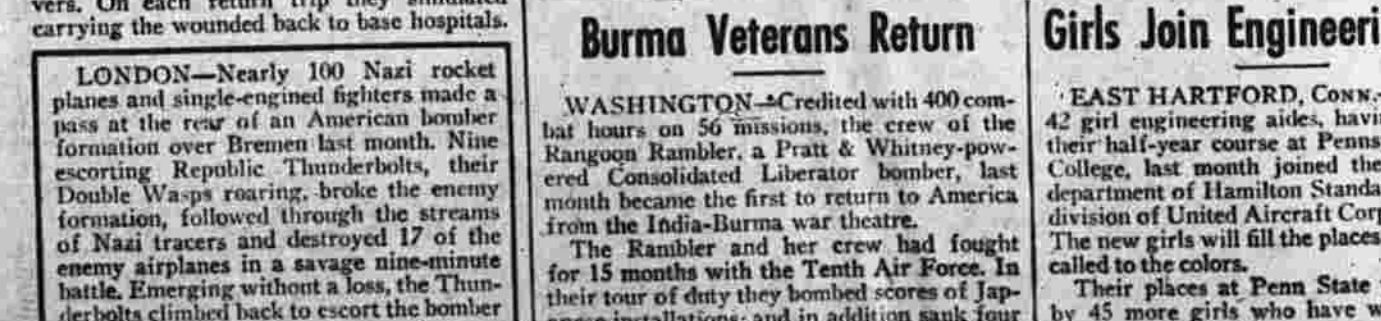 carrying the wounded back to base hospitals.
LONDON—Nearly 100 Nazi rocket
planes and single-engined fighters made a
pass at the rear of an American bomber
formation over Bremen last month. Nine
escorting Republic Thunderbolts, their
Double Wasps roaring, broke the enemy
formation, followed through the streams
of Nazi tracers and destroyed 17 of the
enemy airplanes in a savage nine-minute
battle. Emerging without a loss, the Thun-
derbolts climbed back to escort the bomber
Burma Veterans Return
WASHINGTON—Credited with 400 com-
bat hours on 56 missions, the crew of the
Rangoon Rambler, a Pratt & Whitney-pow-
ered Consolidated Liberator bomber, last
month became the first to return to America
from the India-Burma war theatre.
The Rambler and her crew had fought
for 15 months with the Tenth Air Force. In
their tour of duty they bombed scores of Jap-
installations; and in addition sank four
Girls Join Engineeri
EAST HARTFORD, CONN.
42 girl engineering aides, havi
their half-year course at Penns
College, last month joined the
department of Hamilton Standa
division of United Aircraft Corp
The new girls will fill the places
called to the colors.
Their places at Penn State
by 45 more girls who have w